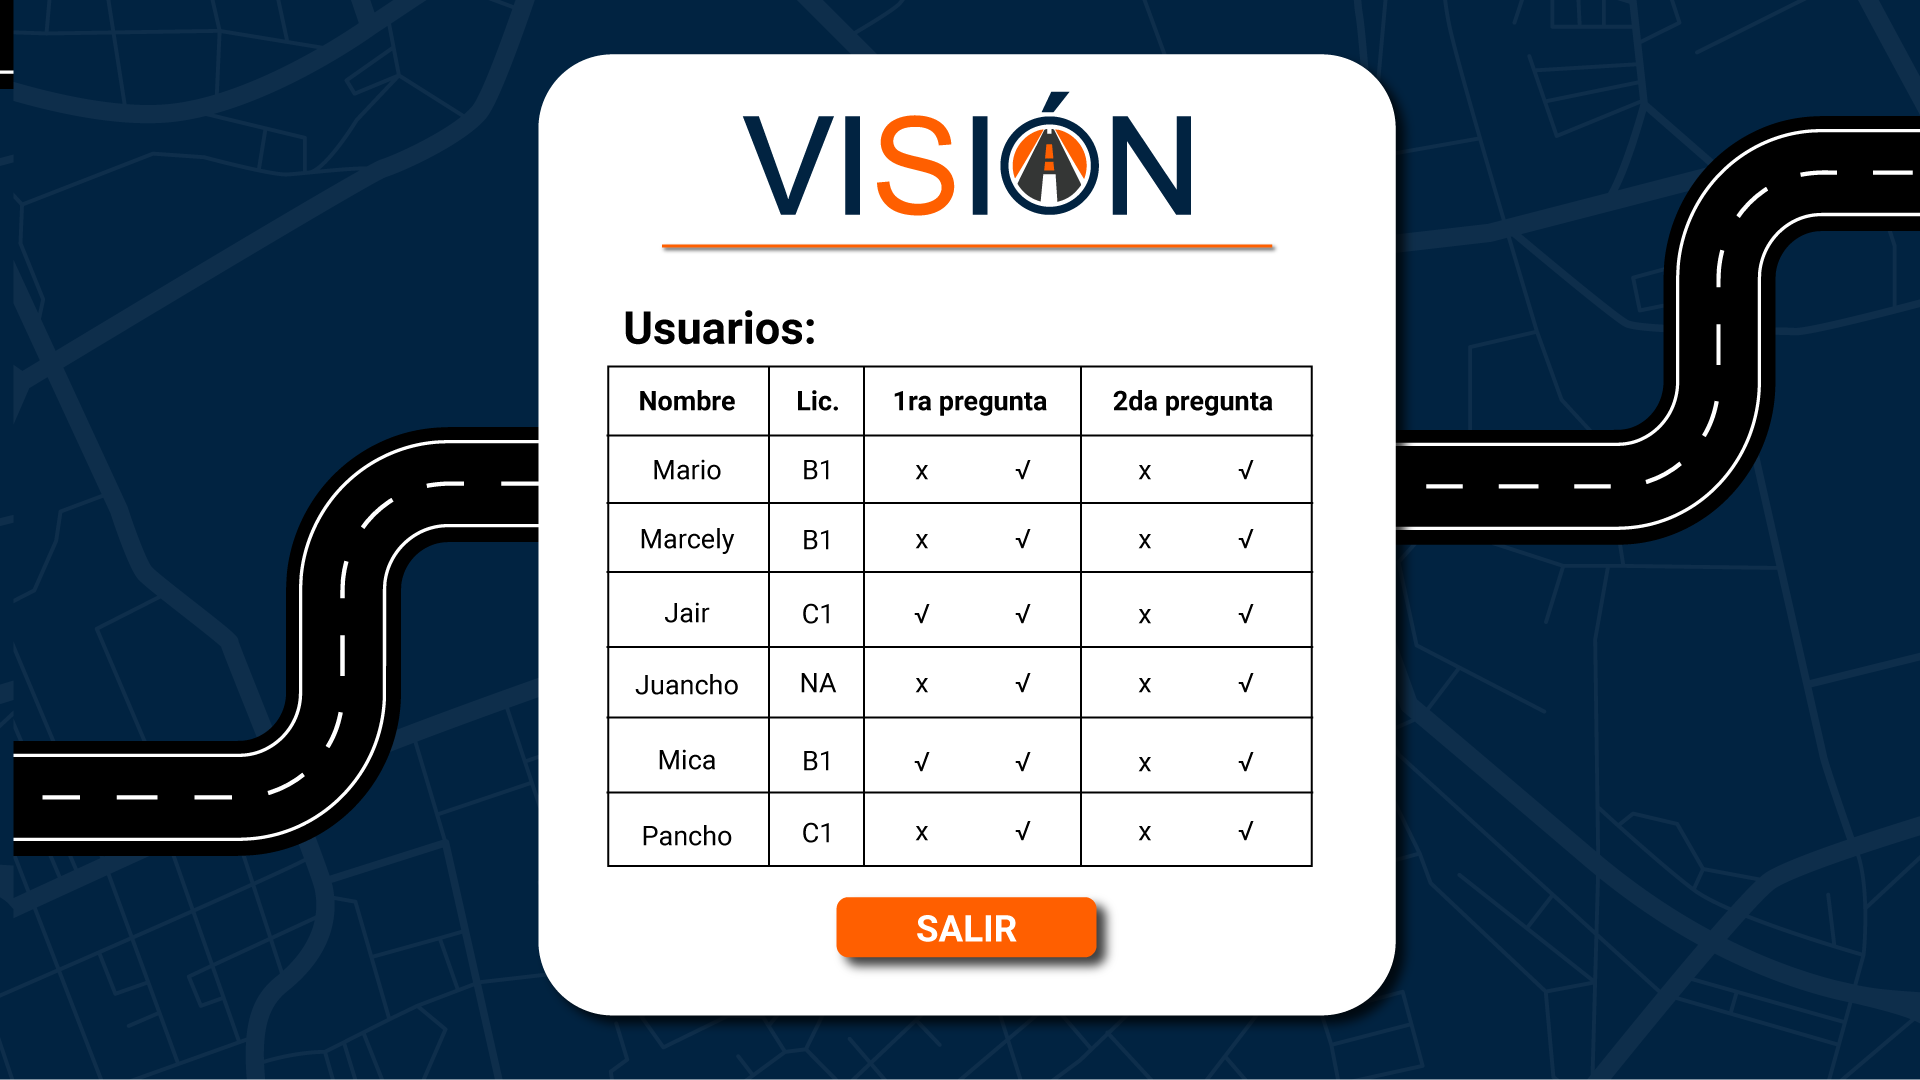 VISIÓN
Usuarios:
Nombre Lic. 1ra pregunta 2da pregunta
Mario B1 x √ x √
Marcely B1 x √ x √
Jair C1 √ √ x √
Juancho NA x √ x √
Mica B1 √ √ x √
Pancho C1 x √ x √
SALIR